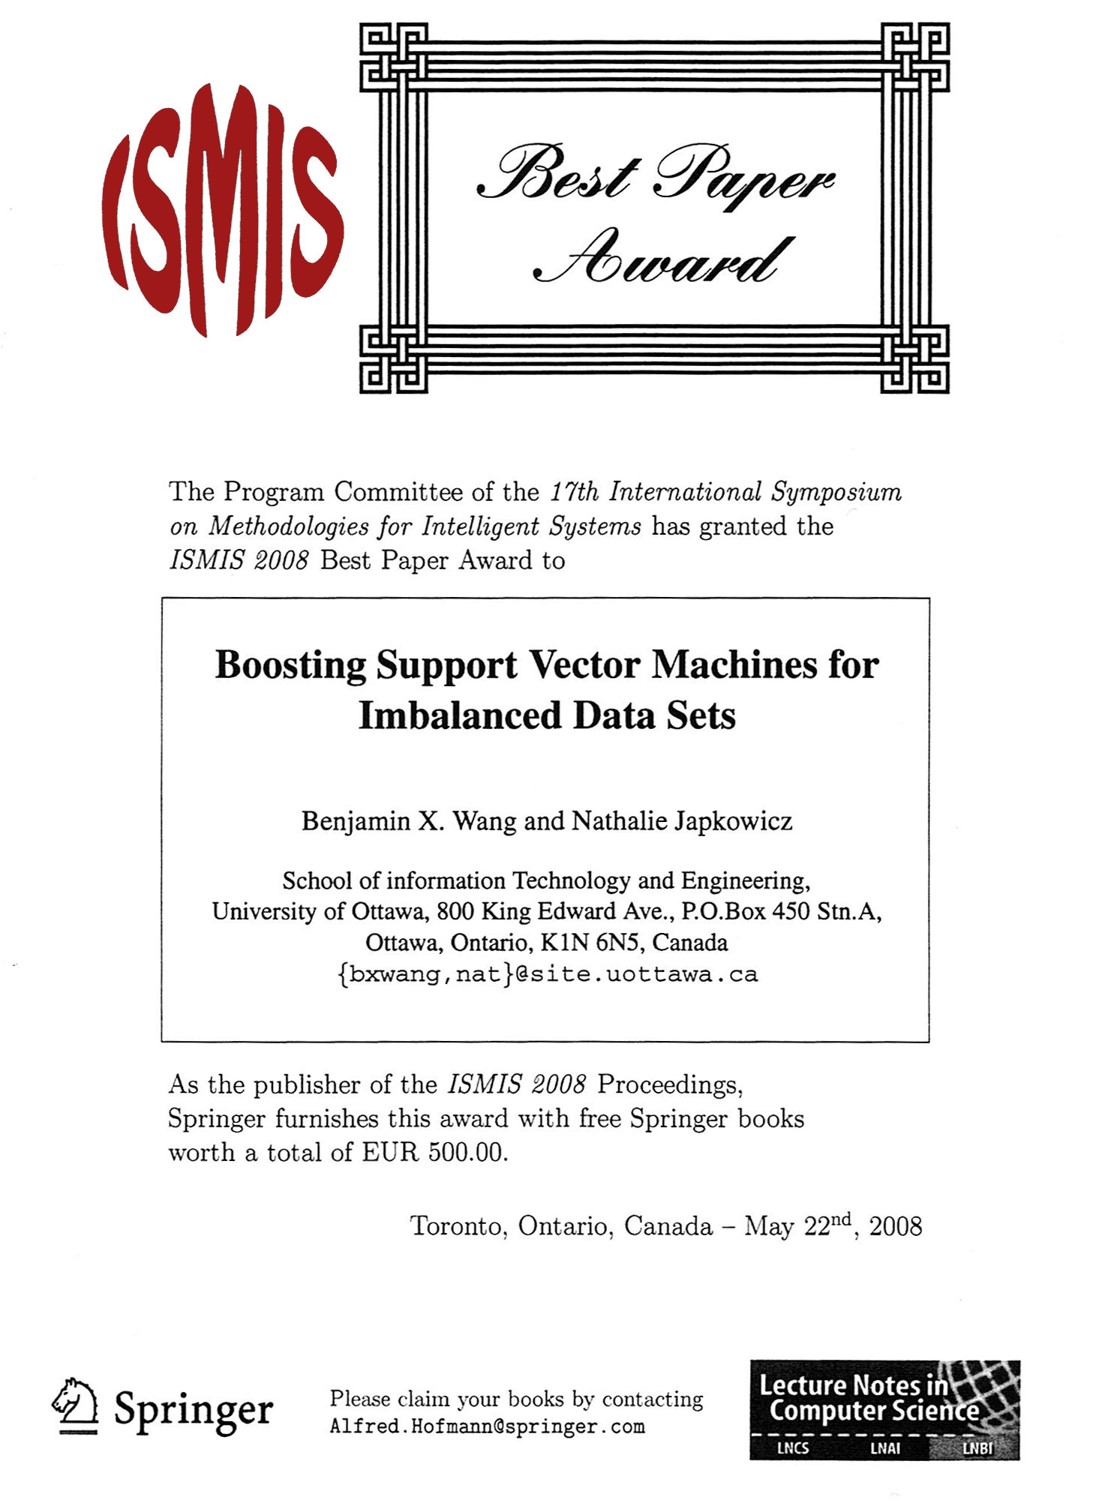 ISMIS
Best Paper
Award
The Program Committee of the 17th International Symposium
on Methodologies for Intelligent Systems has granted the
ISMIS 2008 Best Paper Award to
Boosting Support Vector Machines for
Imbalanced Data Sets
Benjamin X. Wang and Nathalie Japkowicz
School of information Technology and Engineering,
University of Ottawa, 800 King Edward Ave., P.O.Box 450 Stn.A,
Ottawa, Ontario, K1N 6N5, Canada
{bxwang,nat}@site.uottawa.ca
As the publisher of the ISMIS 2008 Proceedings,
Springer furnishes this award with free Springer books
worth a total of EUR 500.00.
Toronto, Ontario, Canada – May 22nd, 2008
Springer
Please claim your books by contacting
Alfred.Hofmann@springer.com
Lecture Notes in
Computer Science
LNCS LNAI LNBI